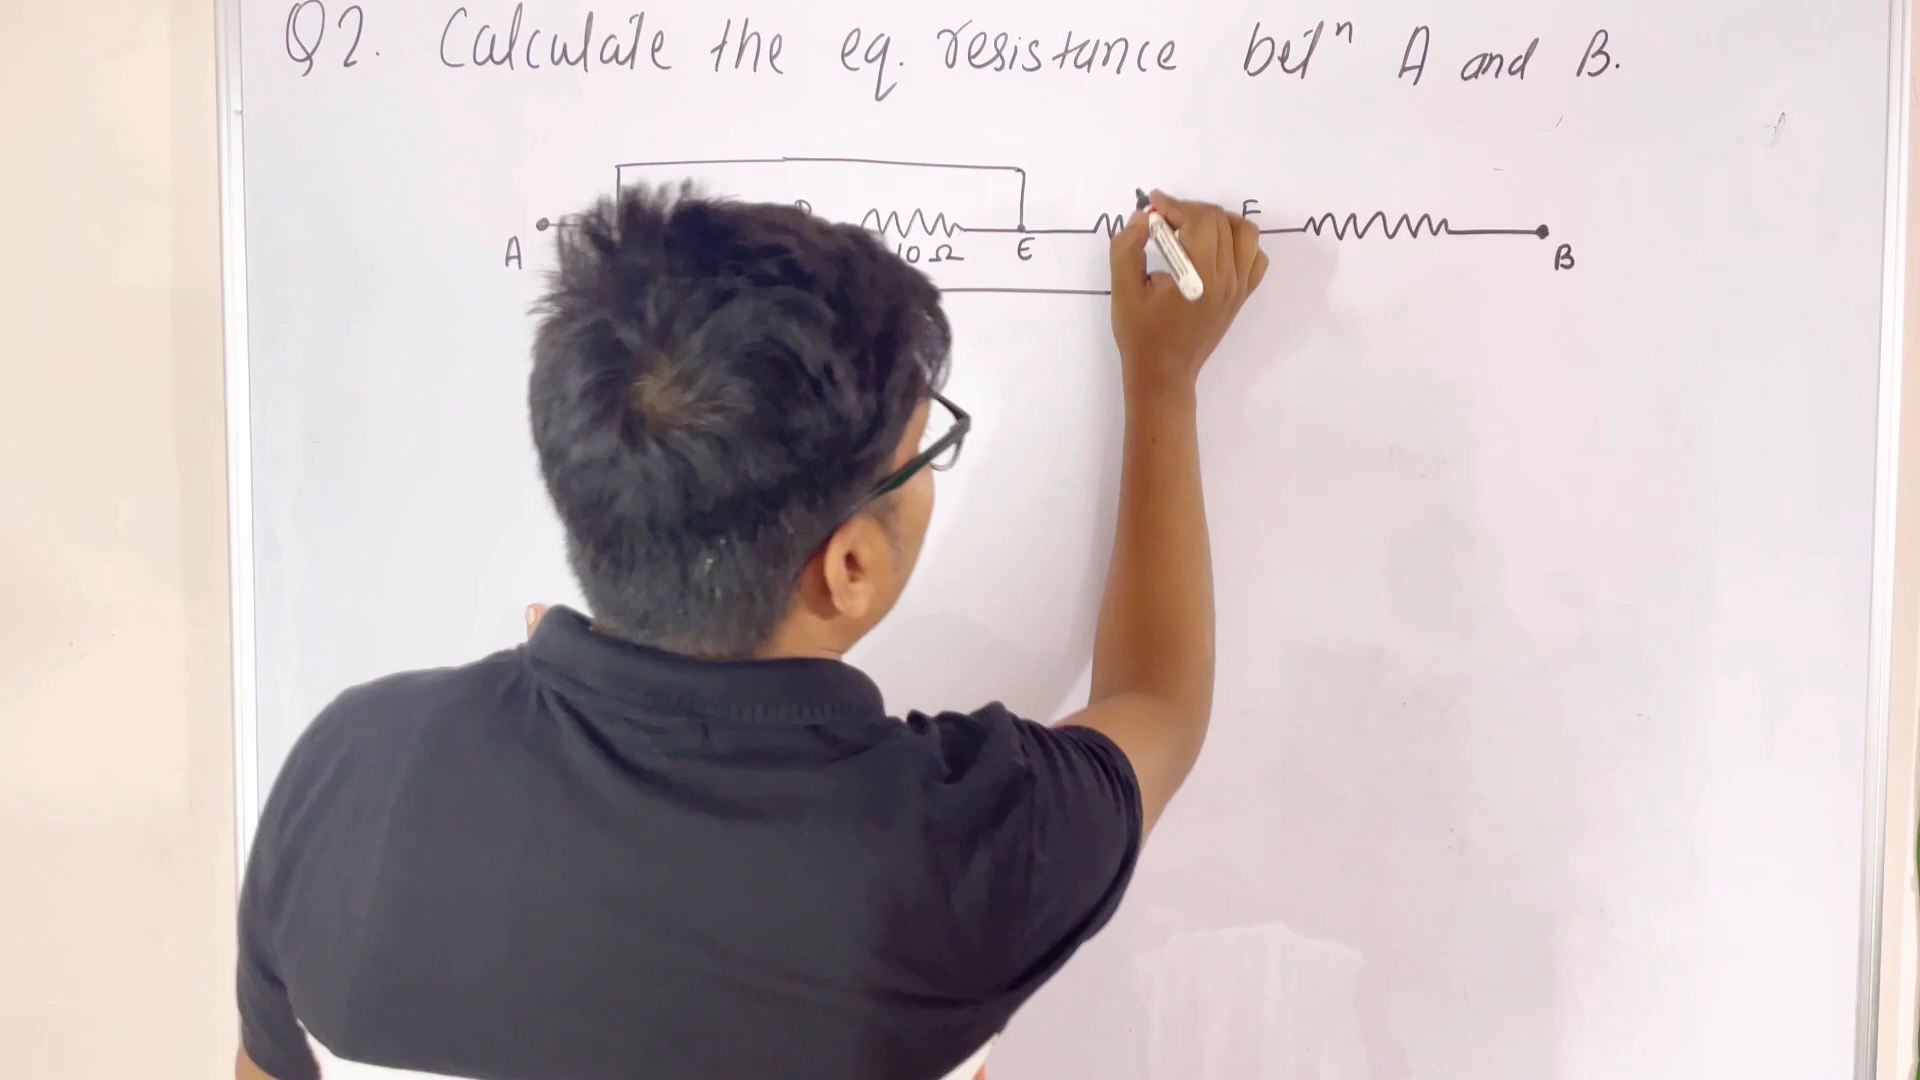 Q2. Calculate the eq. resistance betⁿ A and B.
A
10 Ω
E
F
B